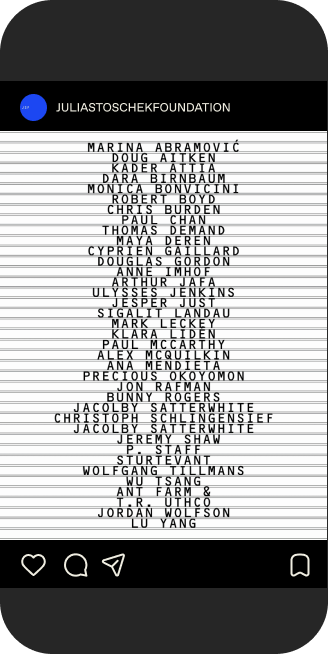 JULIASTOSCHEKFOUNDATION
MARINA ABRAMOVIĆ
DOUG AITKEN
KADER ATTIA
DARA BIRNBAUM
MONICA BONVICINI
ROBERT BOYD
CHRIS BURDEN
PAUL CHAN
THOMAS DEMAND
MAYA DEREN
CYPRIEN GAILLARD
DOUGLAS GORDON
ANNE IMHOF
ARTHUR JAFA
ULYSSES JENKINS
JESPER JUST
SIGALIT LANDAU
MARK LECKEY
KLARA LIDEN
PAUL MCCARTHY
ALEX MCQUILKIN
ANA MENDIETA
PRECIOUS OKOYOMON
JON RAFMAN
BUNNY ROGERS
JACOLBY SATTERWHITE
CHRISTOPH SCHLINGENSIEF
JACOLBY SATTERWHITE
JEREMY SHAW
P. STAFF
STURTEVANT
WOLFGANG TILLMANS
WU TSANG
ANT FARM &
T.R. UTHCO
JORDAN WOLFSON
LU YANG